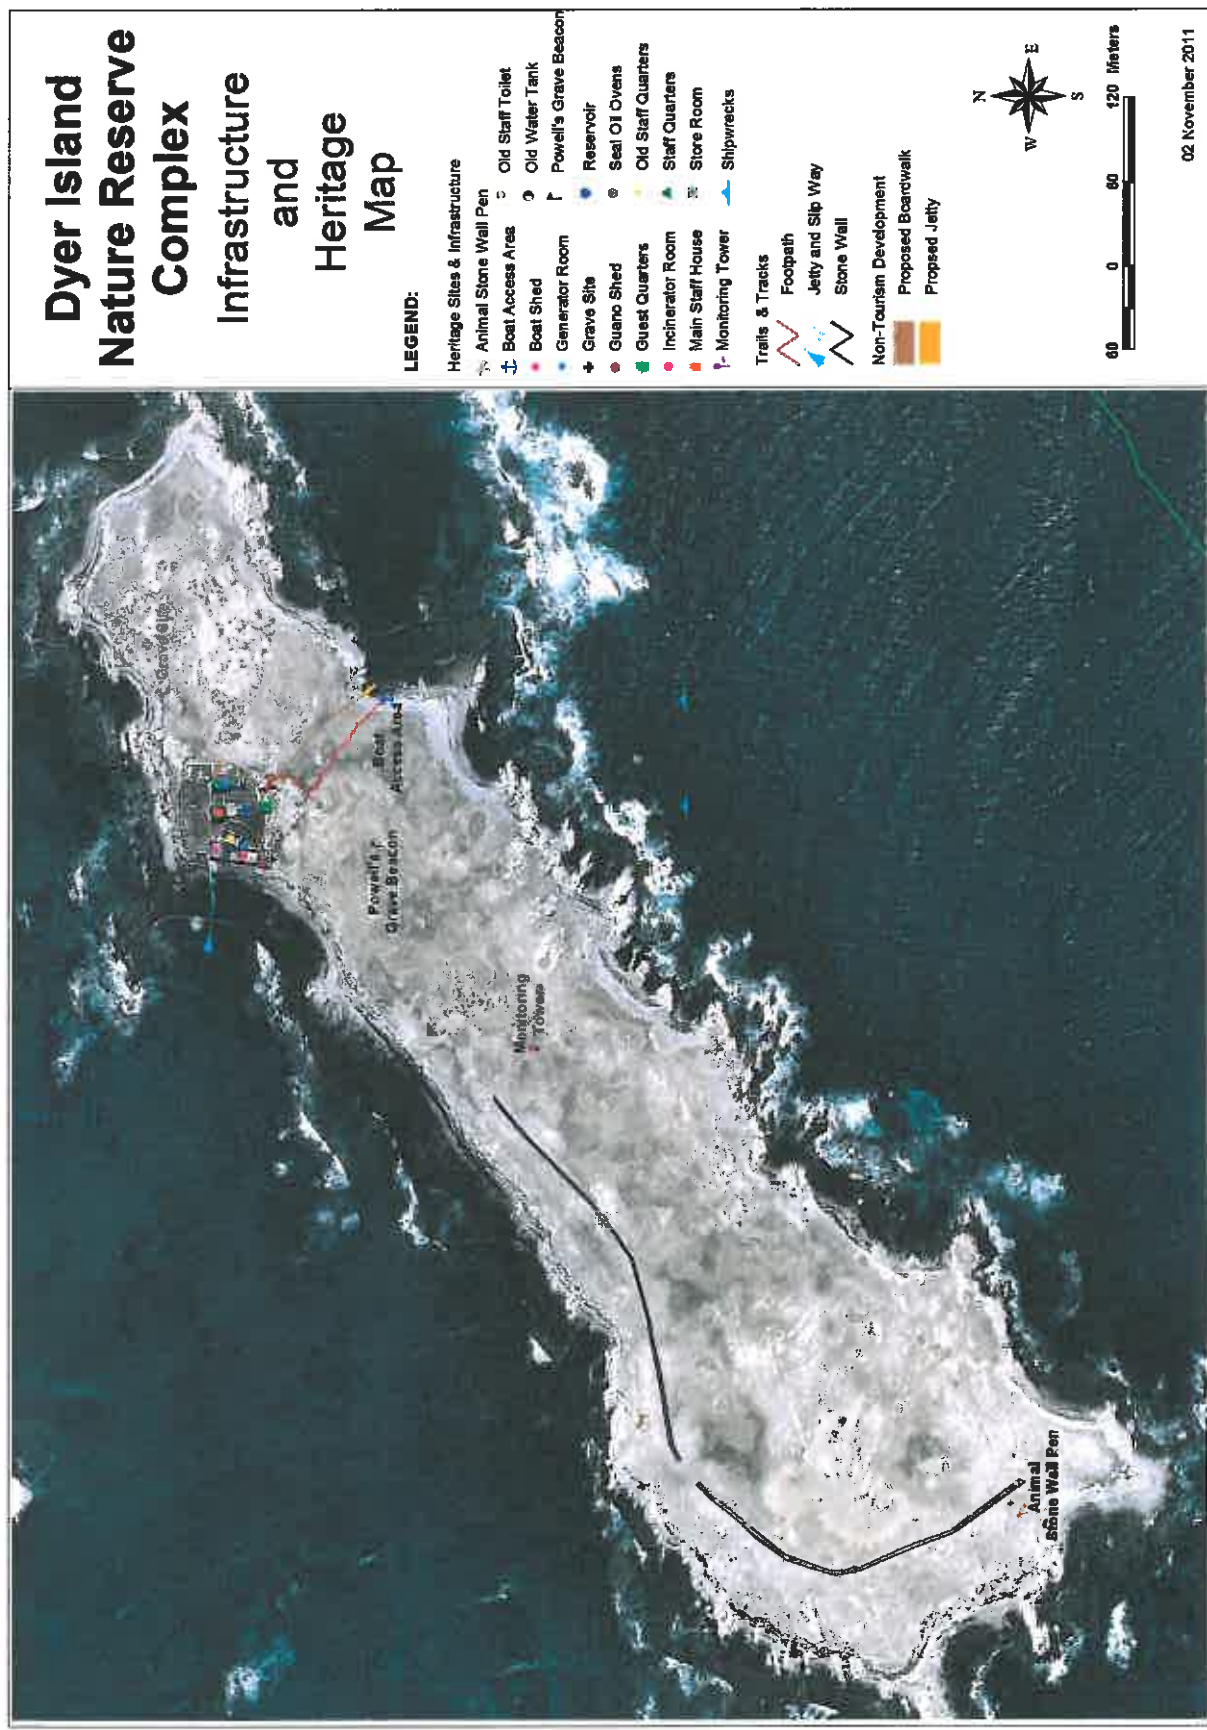 Dyer Island
Nature Reserve
Complex
Infrastructure
and
Heritage
Map
LEGEND:
Heritage Sites & Infrastructure
Animal Stone Wall Pen
Boat Access Area
Boat Shed
Generator Room
Grave Site
Guano Shed
Guest Quarters
Incinerator Room
Main Staff House
Monitoring Tower
Old Staff Toilet
Old Water Tank
Powell's Grave Beacon
Reservoir
Seal Oil Ovens
Old Staff Quarters
Staff Quarters
Store Room
Shipwrecks
Trails & Tracks
Footpath
Jetty and Slip Way
Stone Wall
Non-Tourism Development
Proposed Boardwalk
Propsed Jetty
N
E
S
W
60 0 60 120 Meters
02 November 2011
Grave Site
Boat
Access Area
Powell's
Grave Beacon
Monitoring
Tower
Animal
Stone Wall Pen